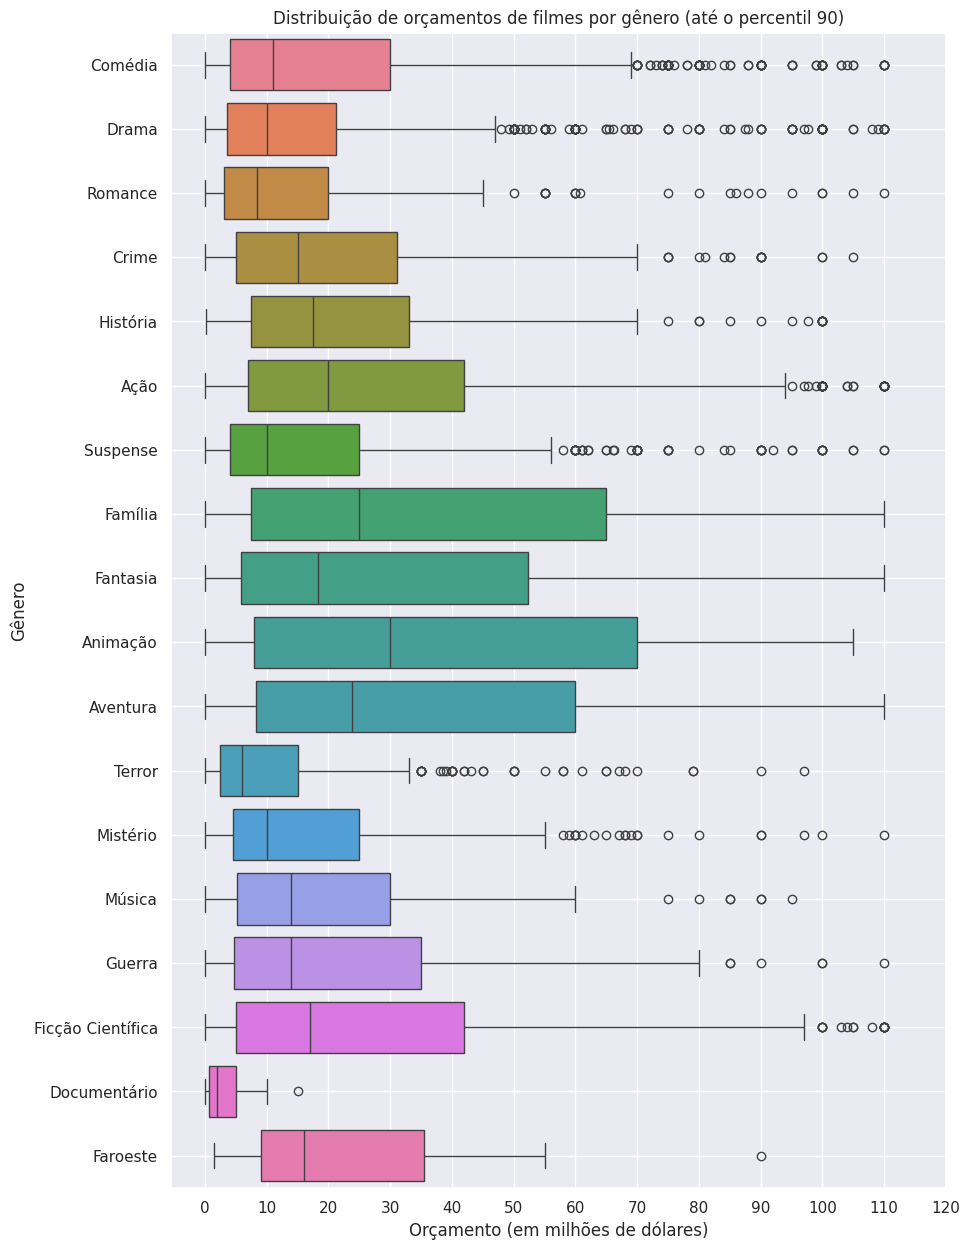 Distribuição de orçamentos de filmes por gênero (até o percentil 90)
Gênero
Comédia
Drama
Romance
Crime
História
Ação
Suspense
Família
Fantasia
Animação
Aventura
Terror
Mistério
Música
Guerra
Ficção Científica
Documentário
Faroeste
0 10 20 30 40 50 60 70 80 90 100 110 120
Orçamento (em milhões de dólares)